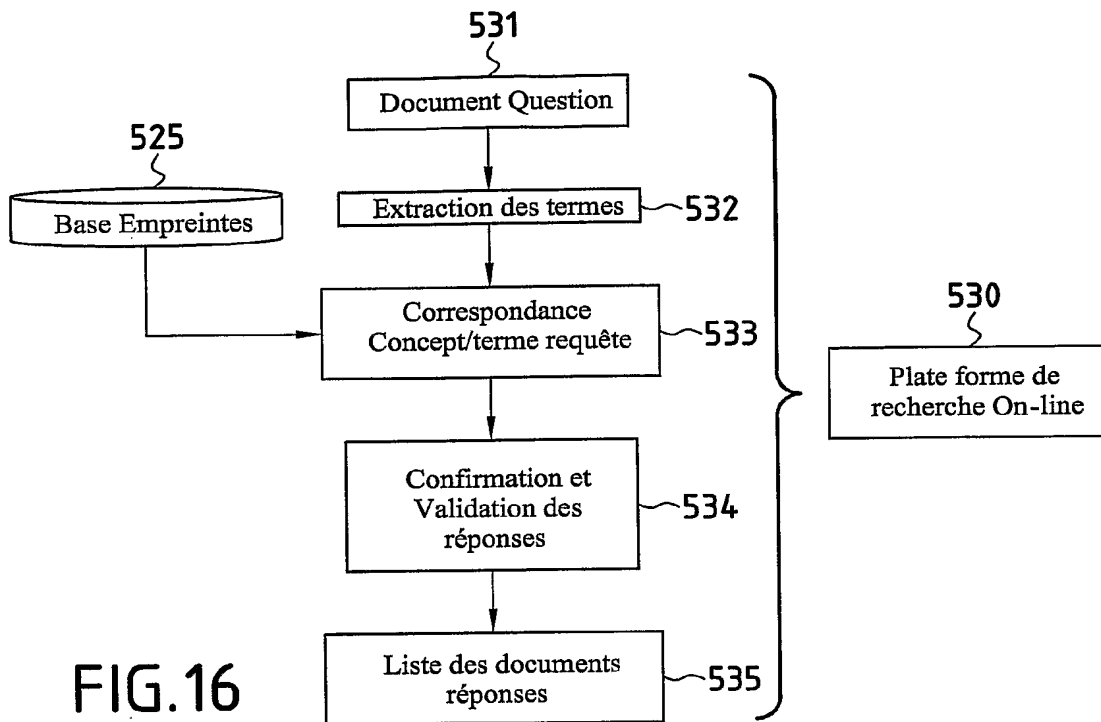 531
Document Question
525
Base Empreintes
Extraction des termes
532
Correspondance
Concept/terme requête
533
530
Plate forme de
recherche On-line
Confirmation et
Validation des
réponses
534
Liste des documents
réponses
535
FIG.16